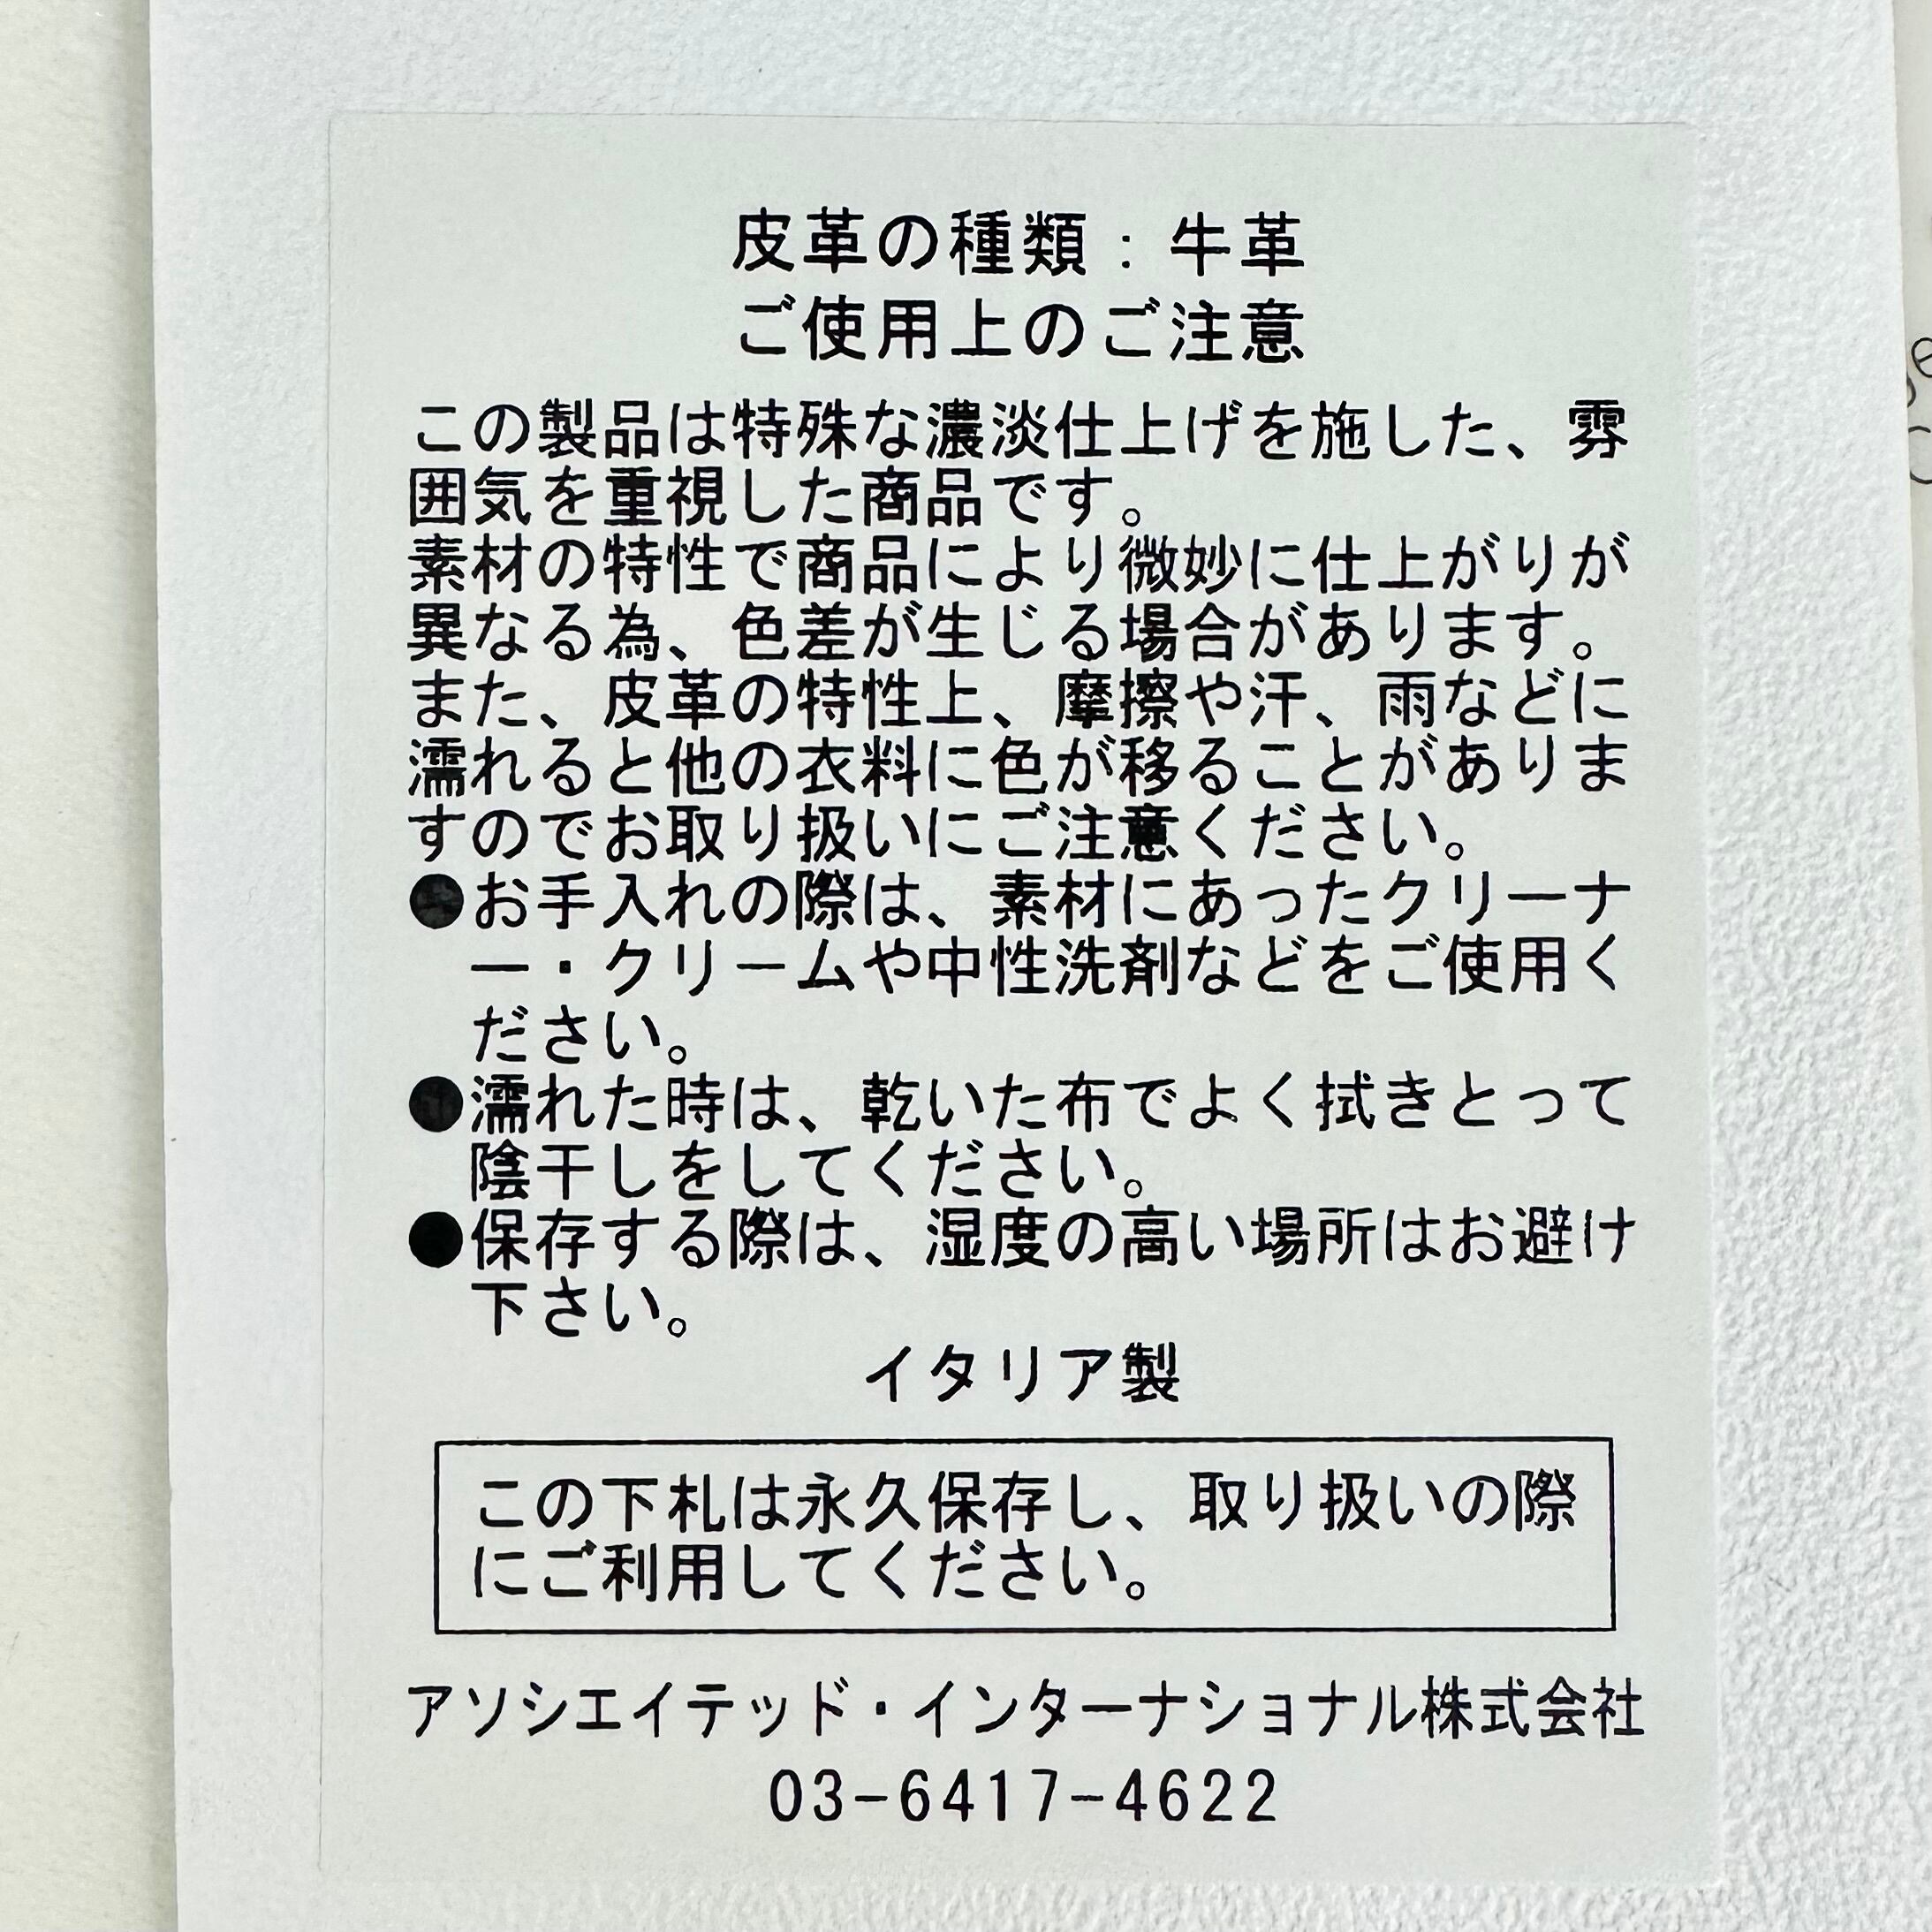 皮革の種類：牛革
ご使用上のご注意
この製品は特殊な濃淡仕上げを施した、雰
囲気を重視した商品です。
素材の特性で商品により微妙に仕上がりが
異なる為、色差が生じる場合があります。
また、皮革の特性上、摩擦や汗、雨などに
濡れると他の衣料に色が移ることがありま
すのでお取り扱いにご注意ください。
●お手入れの際は、素材にあったクリーナ
ー・クリームや中性洗剤などをご使用く
ださい。
●濡れた時は、乾いた布でよく拭きとって
陰干しをしてください。
●保存する際は、湿度の高い場所はお避け
下さい。
イタリア製
この下札は永久保存し、取り扱いの際
にご利用してください。
アソシエイテッド・インターナショナル株式会社
03-6417-4622